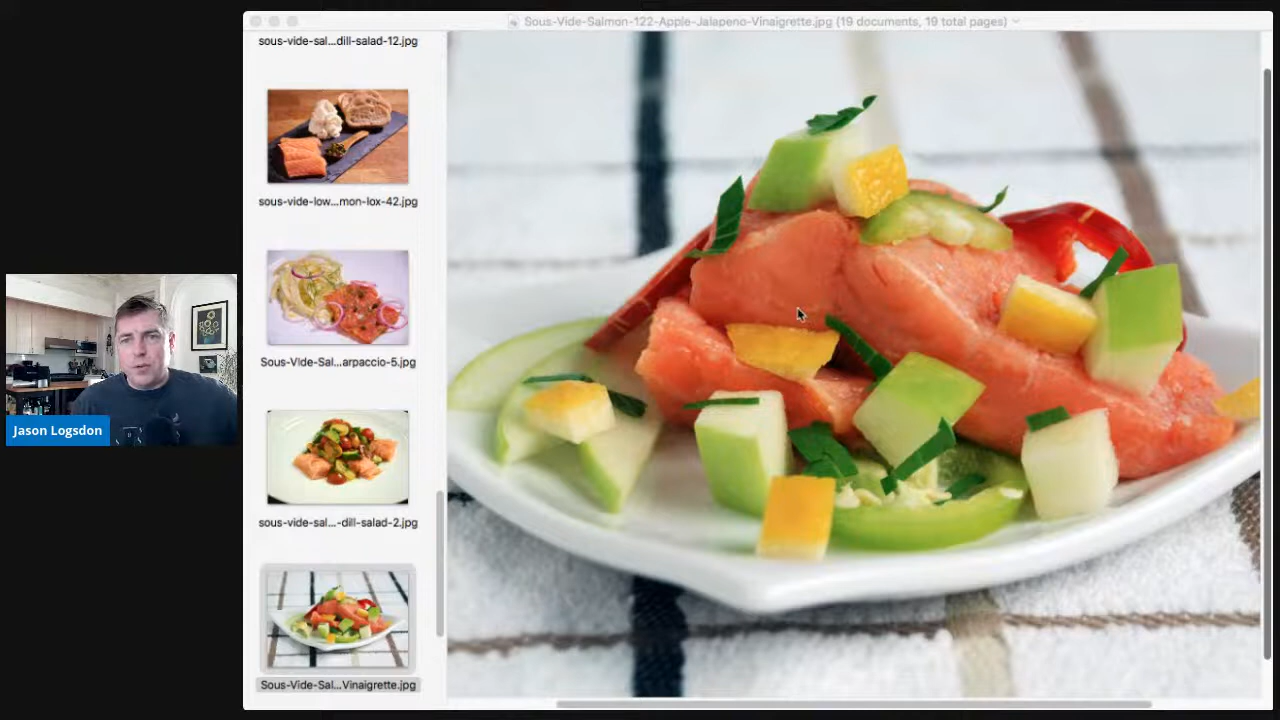 Sous-Vide-Salmon-122-Apple-Jalapeno-Vinaigrette.jpg (19 documents, 19 total pages)
sous-vide-sal...dill-salad-12.jpg
sous-vide-low...mon-lox-42.jpg
Sous-Vide-Sal...arpaccio-5.jpg
Jason Logsdon
sous-vide-sal...-dill-salad-2.jpg
Sous-Vide-Sal...Vinaigrette.jpg